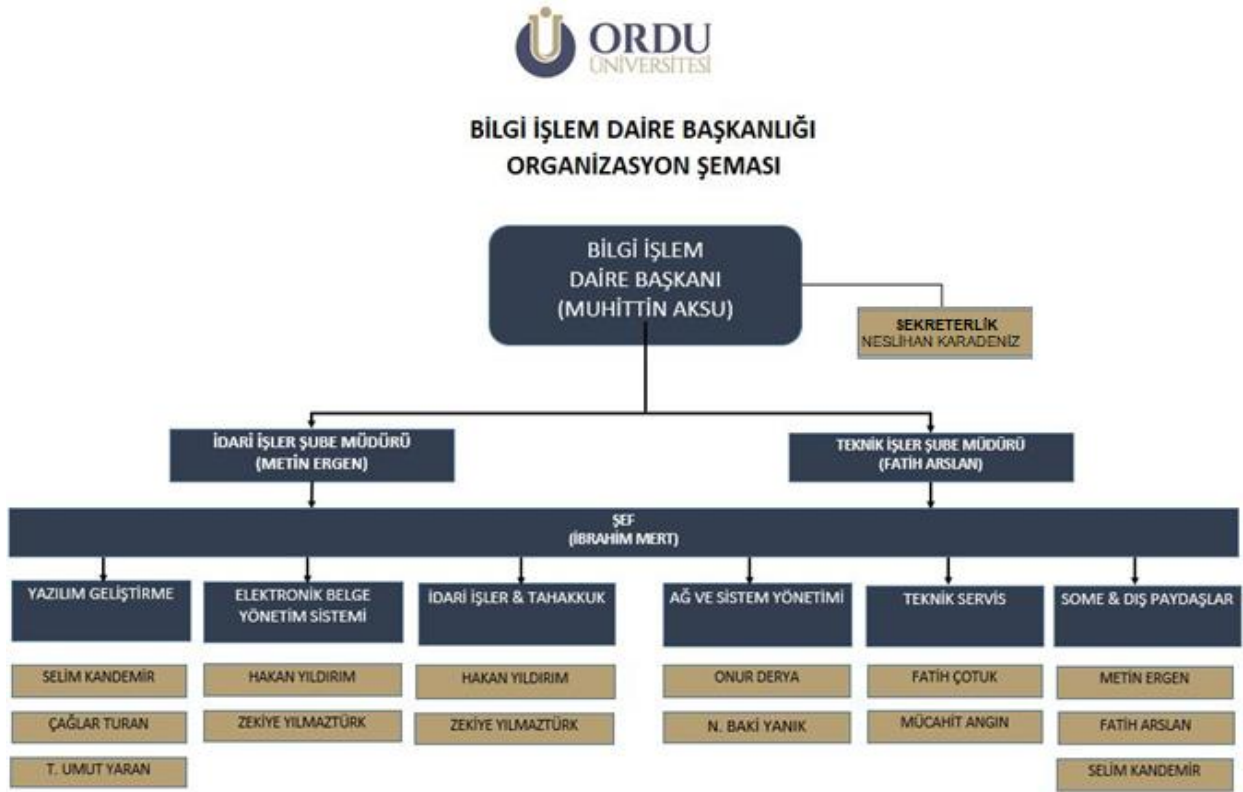 ORDU
ÜNİVERSİTESİ
BİLGİ İŞLEM DAİRE BAŞKANLIĞI
ORGANİZASYON ŞEMASI
BİLGİ İŞLEM
DAİRE BAŞKANI
(MUHİTTİN AKSU)
SEKRETERLİK
NESLİHAN KARADENİZ
İDARİ İŞLER ŞUBE MÜDÜRÜ
(METİN ERGEN)
TEKNİK İŞLER ŞUBE MÜDÜRÜ
(FATİH ARSLAN)
ŞEF
(İBRAHİM MERT)
YAZILIM GELİŞTİRME
SELİM KANDEMİR
ÇAĞLAR TURAN
T. UMUT YARAN
ELEKTRONİK BELGE
YÖNETİM SİSTEMİ
HAKAN YILDIRIM
ZEKİYE YILMAZTÜRK
İDARİ İŞLER & TAHAKKUK
HAKAN YILDIRIM
ZEKİYE YILMAZTÜRK
AĞ VE SİSTEM YÖNETİMİ
ONUR DERYA
N. BAKİ YANIK
TEKNİK SERVİS
FATİH ÇOTUK
MÜCAHİT ANGIN
SOME & DIŞ PAYDAŞLAR
METİN ERGEN
FATİH ARSLAN
SELİM KANDEMİR